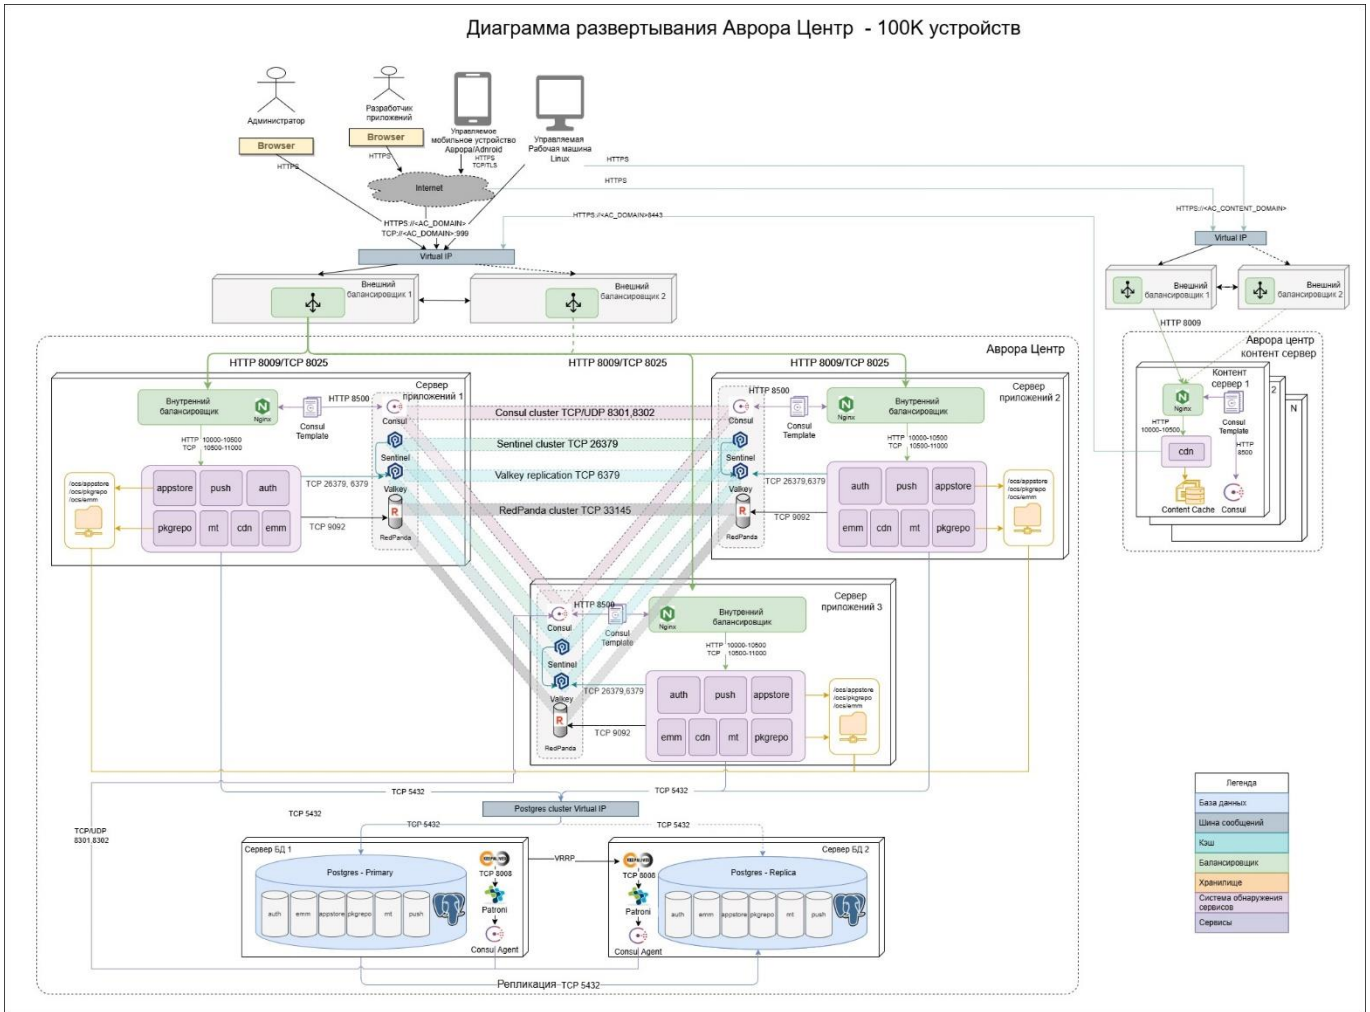 Диаграмма развертывания Аврора Центр - 100K устройств
Администратор
Browser
HTTPS
Разработчик
приложений
Browser
HTTPS
Управляемое
мобильное устройство
Аврора/Adnroid
HTTPS
TCP/TLS
Управляемая
Рабочая машина
Linux
Internet
HTTPS
HTTPS
HTTPS://<AC_DOMAIN>
TCP://<AC_DOMAIN>:999
HTTPS://<AC_DOMAIN>8443
HTTPS://<AC_CONTENT_DOMAIN>
Virtual IP
Virtual IP
Внешний
балансировщик 1
Внешний
балансировщик 2
Внешний
балансировщик 1
Внешний
балансировщик 2
HTTP 8009
Аврора Центр
HTTP 8009/TCP 8025
HTTP 8009/TCP 8025
HTTP 8009/TCP 8025
Сервер
приложений 1
Внутренний
балансировщик
Nginx
HTTP 8500
Consul
Template
Consul
HTTP 10000-10500
TCP 10500-11000
Sentinel
Valkey
RedPanda
TCP 26379, 6379
TCP 9092
/ocs/appstore
/ocs/pkgrepo
/ocs/emm
appstore
push
auth
pkgrepo
mt
cdn
emm
Consul cluster TCP/UDP 8301,8302
Sentinel cluster TCP 26379
Valkey replication TCP 6379
RedPanda cluster TCP 33145
Сервер
приложений 2
Внутренний
балансировщик
Nginx
HTTP 8500
Consul
Template
Consul
HTTP 10000-10500
TCP 10500-11000
Sentinel
Valkey
RedPanda
TCP 26379,6379
TCP 9092
auth
push
appstore
emm
cdn
mt
pkgrepo
/ocs/appstore
/ocs/pkgrepo
/ocs/emm
Сервер
приложений 3
Внутренний
балансировщик
Nginx
HTTP 8500
Consul
Template
Consul
HTTP 10000-10500
TCP 10500-11000
Sentinel
Valkey
RedPanda
TCP 26379,6379
TCP 9092
auth
push
appstore
emm
cdn
mt
pkgrepo
/ocs/appstore
/ocs/pkgrepo
/ocs/emm
Аврора центр
контент сервер
Контент
сервер 1
2
N
Nginx
Consul
Template
HTTP
10000-10500
HTTP
8500
cdn
Content Cache
Consul
TCP 5432
TCP 5432
TCP 5432
TCP 5432
Postgres cluster Virtual IP
TCP 5432
TCP 5432
TCP/UDP
8301,8302
Сервер БД 1
Postgres - Primary
auth
emm
appstore
pkgrepo
mt
push
TCP 8008
Patroni
Consul Agent
VRRP
Сервер БД 2
Postgres - Replica
auth
emm
appstore
pkgrepo
mt
push
TCP 8008
Patroni
Consul Agent
Репликация TCP 5432
Легенда
База данных
Шина сообщений
Кэш
Балансировщик
Хранилище
Система обнаружения
сервисов
Сервисы